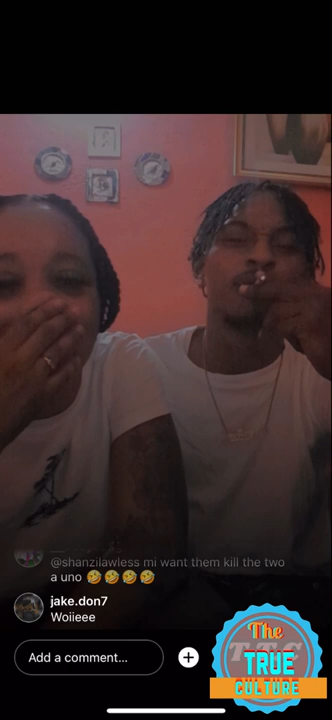 @shanzilawless mi want them kill the two
a uno 🤣🤣🤣🤣
jake.don7
Woiieee
Add a comment...
The
T.T.C
TRUE
CULTURE